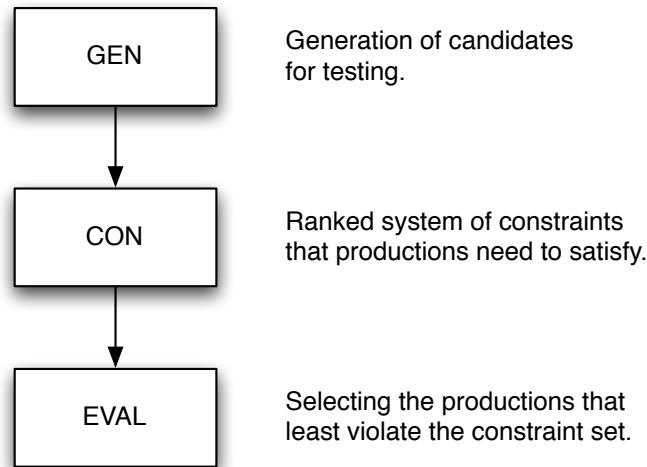 GEN
Generation of candidates
for testing.
CON
Ranked system of constraints
that productions need to satisfy.
EVAL
Selecting the productions that
least violate the constraint set.